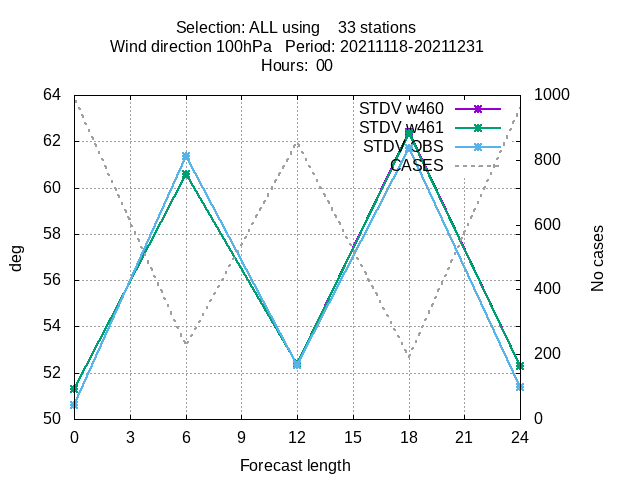 Selection: ALL using    33 stations
Wind direction 100hPa   Period: 20211118-20211231
Hours:  00
64
62
60
58
56
54
52
50
1000
800
600
400
200
0
STDV w460
STDV w461
STDV OBS
CASES
deg
No cases
0 3 6 9 12 15 18 21 24
Forecast length